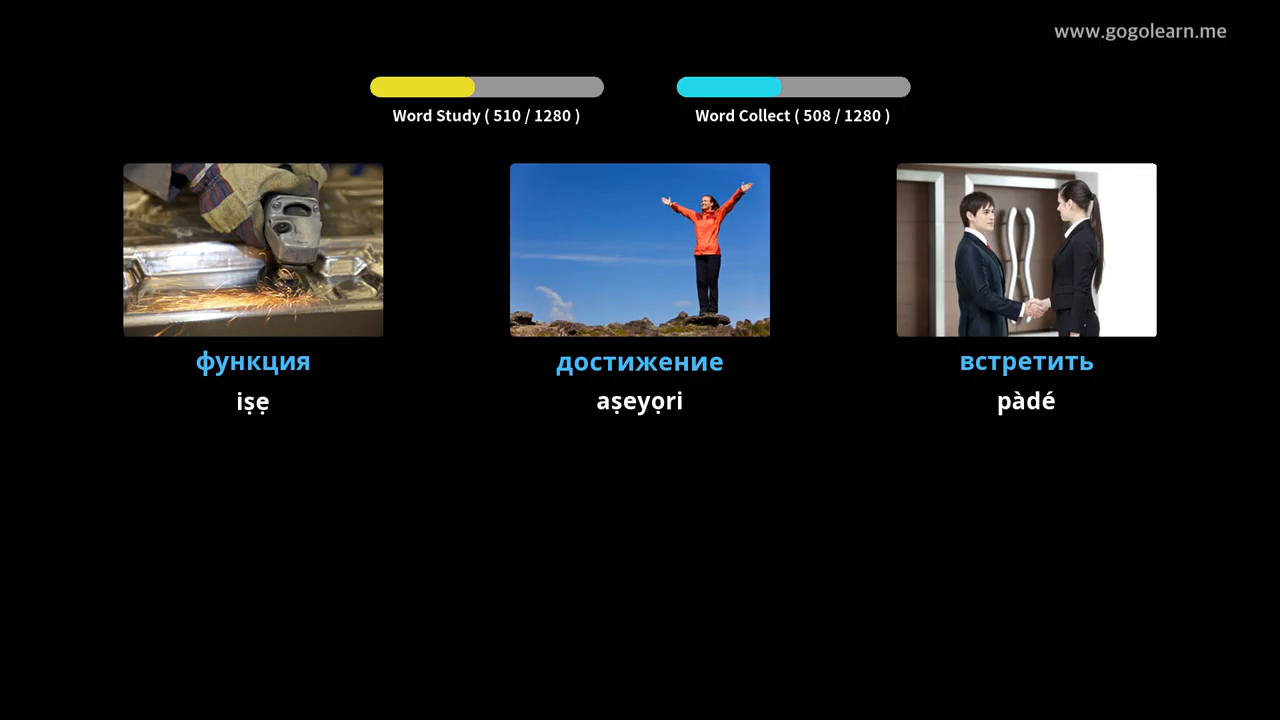 www.gogolearn.me
Word Study ( 510 / 1280 )
Word Collect ( 508 / 1280 )
функция
достижение
встретить
iṣẹ
aṣeyọri
pàdé